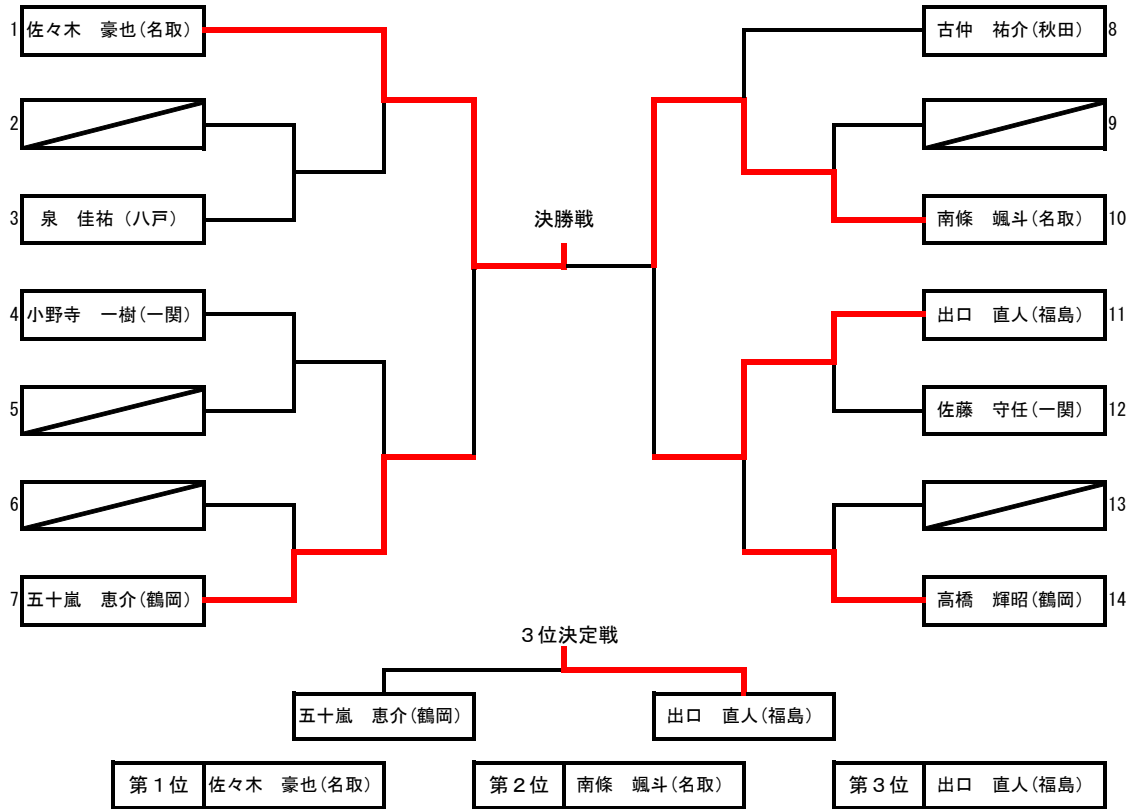 1 佐々木　豪也(名取)
2
3 泉　佳祐（八戸）
4 小野寺　一樹(一関)
5
6
7 五十嵐　恵介(鶴岡)
決勝戦
古仲　祐介(秋田) 8
9
南條　颯斗(名取) 10
出口　直人(福島) 11
佐藤　守任(一関) 12
13
高橋　輝昭(鶴岡) 14
３位決定戦
五十嵐　恵介(鶴岡)
出口　直人(福島)
第１位 佐々木　豪也(名取)
第２位 南條　颯斗(名取)
第３位 出口　直人(福島)